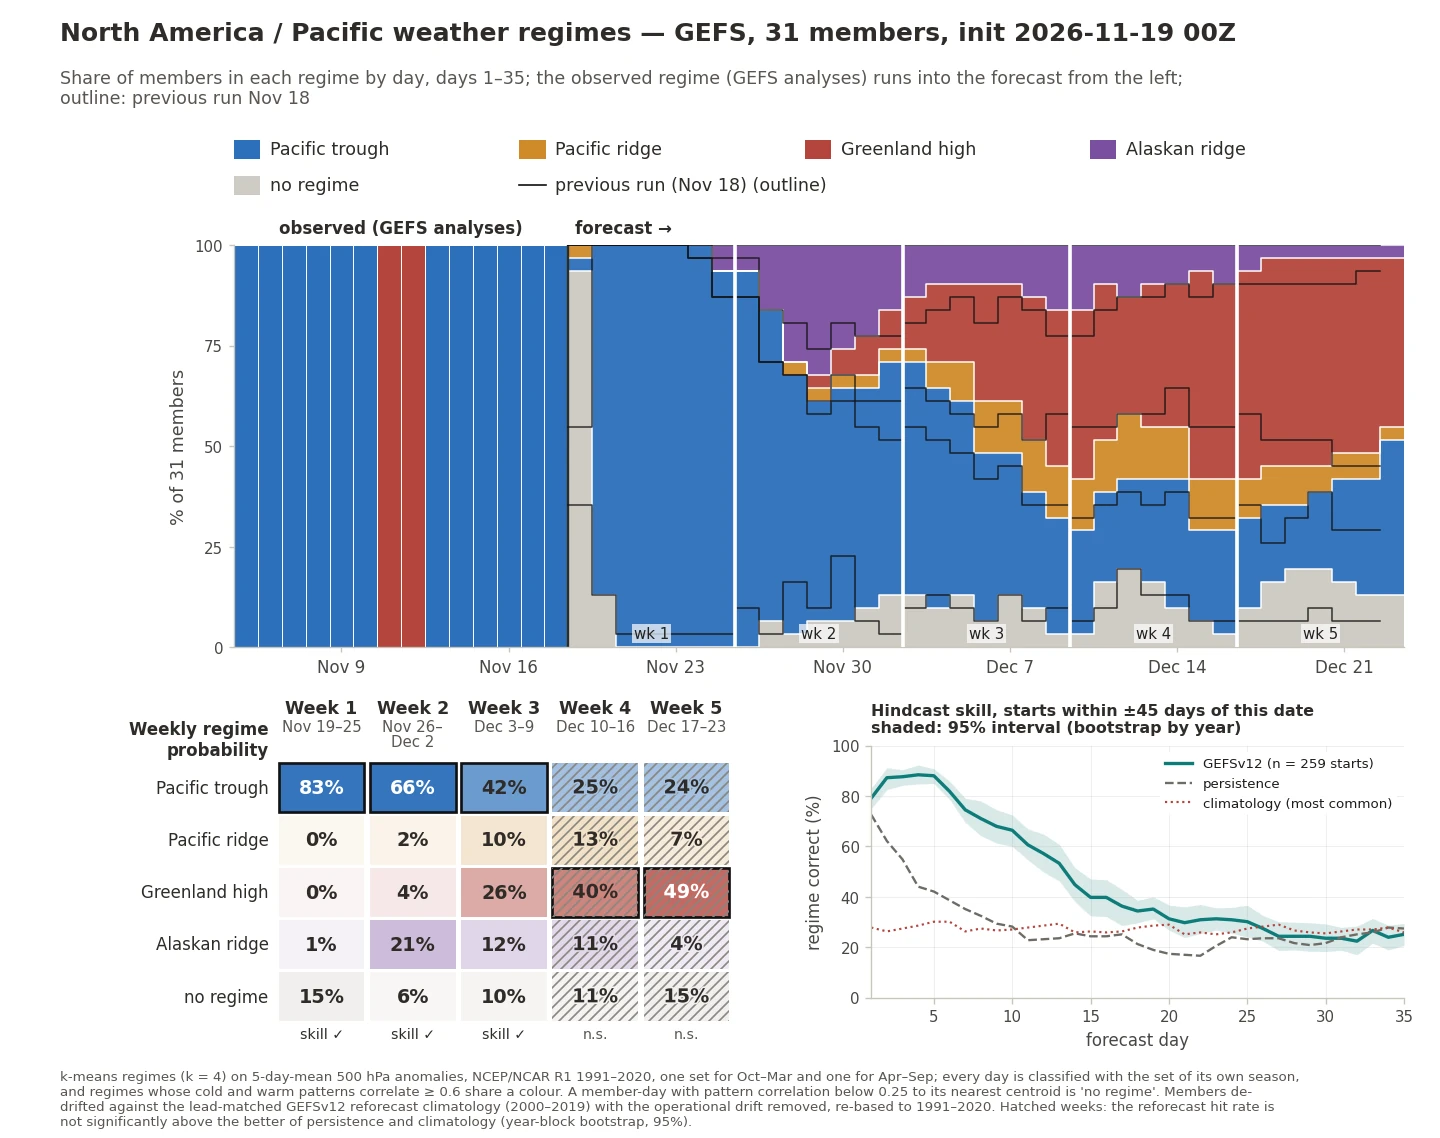 North America / Pacific weather regimes — GEFS, 31 members, init 2026-11-19 00Z
Share of members in each regime by day, days 1–35; the observed regime (GEFS analyses) runs into the forecast from the left;
outline: previous run Nov 18
Pacific trough
Pacific ridge
Greenland high
Alaskan ridge
no regime
previous run (Nov 18) (outline)
observed (GEFS analyses)
forecast →
% of 31 members
100
75
50
25
0
wk 1
wk 2
wk 3
wk 4
wk 5
Nov 9
Nov 16
Nov 23
Nov 30
Dec 7
Dec 14
Dec 21
Weekly regime
probability
Week 1
Nov 19–25
Week 2
Nov 26–
Dec 2
Week 3
Dec 3–9
Week 4
Dec 10–16
Week 5
Dec 17–23
Pacific trough 83% 66% 42% 25% 24%
Pacific ridge 0% 2% 10% 13% 7%
Greenland high 0% 4% 26% 40% 49%
Alaskan ridge 1% 21% 12% 11% 4%
no regime 15% 6% 10% 11% 15%
skill ✓ skill ✓ skill ✓ n.s. n.s.
Hindcast skill, starts within ±45 days of this date
shaded: 95% interval (bootstrap by year)
GEFSv12 (n = 259 starts)
persistence
climatology (most common)
regime correct (%)
100
80
60
40
20
0
5
10
15
20
25
30
35
forecast day
k-means regimes (k = 4) on 5-day-mean 500 hPa anomalies, NCEP/NCAR R1 1991–2020, one set for Oct–Mar and one for Apr–Sep; every day is classified with the set of its own season,
and regimes whose cold and warm patterns correlate ≥ 0.6 share a colour. A member-day with pattern correlation below 0.25 to its nearest centroid is 'no regime'. Members de-
drifted against the lead-matched GEFSv12 reforecast climatology (2000–2019) with the operational drift removed, re-based to 1991–2020. Hatched weeks: the reforecast hit rate is
not significantly above the better of persistence and climatology (year-block bootstrap, 95%).